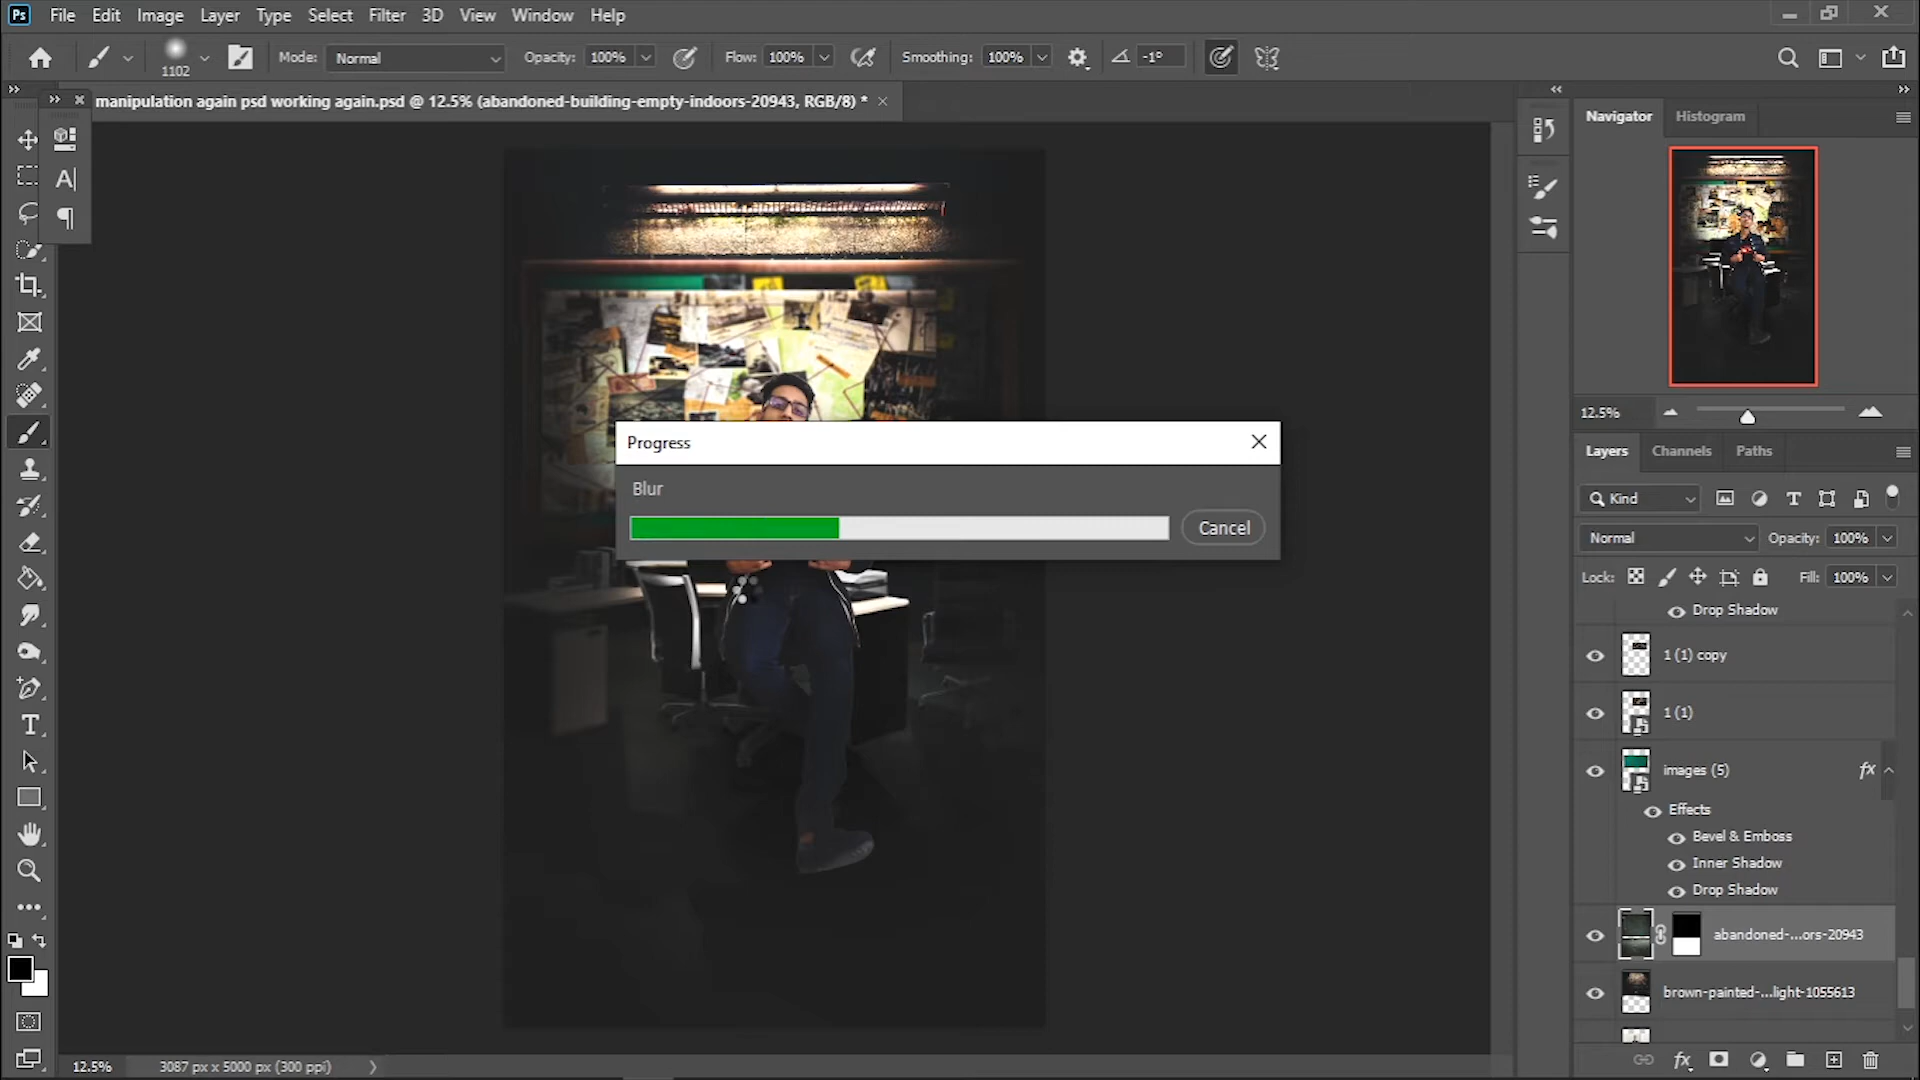 Ps File Edit Image Layer Type Select Filter 3D View Window Help
1102 Mode: Normal Opacity: 100% Flow: 100% Smoothing: 100% -1°
manipulation again psd working again.psd @ 12.5% (abandoned-building-empty-indoors-20943, RGB/8) *
Navigator Histogram
12.5%
Progress
Blur
Cancel
Layers Channels Paths
Kind
Normal Opacity: 100%
Lock: Fill: 100%
Drop Shadow
1 (1) copy
1 (1)
images (5) fx
Effects
Bevel & Emboss
Inner Shadow
Drop Shadow
abandoned-...ors-20943
brown-painted-...light-1055613
12.5% 3087 px x 5000 px (300 ppi)
fx